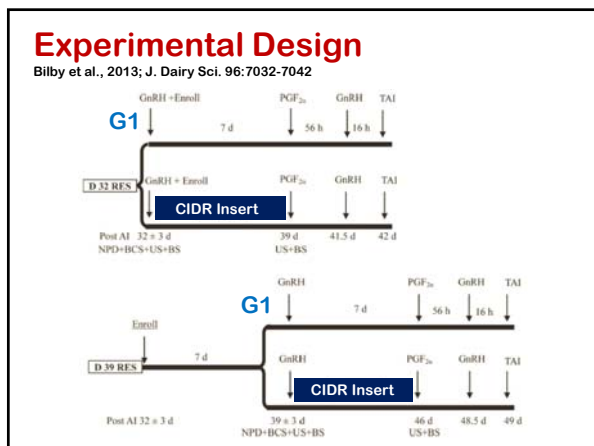 Experimental Design
Bilby et al., 2013; J. Dairy Sci. 96:7032-7042
GnRH +Enroll PGF2α GnRH TAI
G1 7 d 56 h 16 h
D 32 RES
GnRH + Enroll PGF2α GnRH TAI
CIDR Insert
Post AI 32 ± 3 d 39 d 41.5 d 42 d
NPD+BCS+US+BS US+BS
GnRH PGF2α GnRH TAI
G1 7 d 56 h 16 h
Enroll
D 39 RES 7 d
GnRH PGF2α GnRH TAI
CIDR Insert
Post AI 32 ± 3 d 39 ± 3 d 46 d 48.5 d 49 d
NPD+BCS+US+BS US+BS